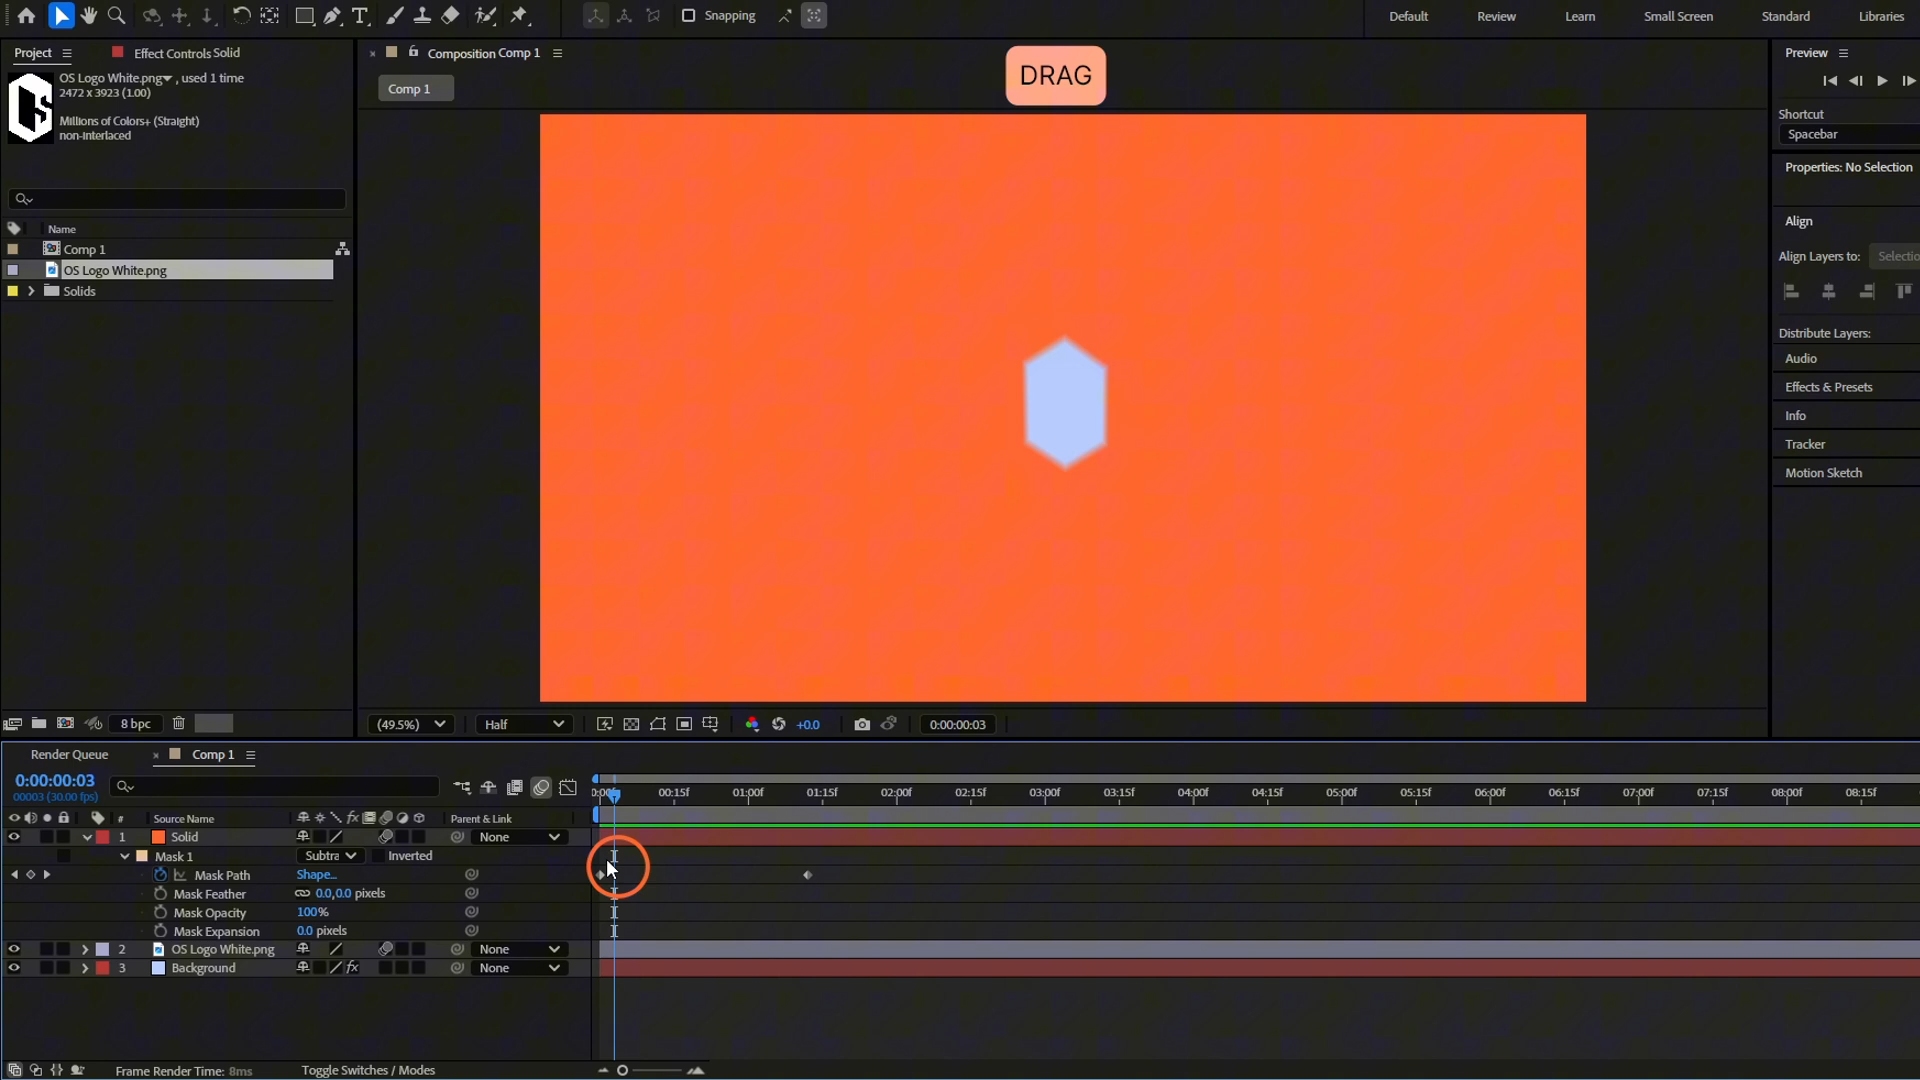 Snapping
Default
Review
Learn
Small Screen
Standard
Libraries
Project
Effect Controls Solid
Composition Comp 1
DRAG
Preview
OS Logo White.png , used 1 time
2472 x 3923 (1.00)
Comp 1
Millions of Colors+ (Straight)
non-interlaced
Shortcut
Spacebar
Properties: No Selection
Name
Align
Comp 1
Align Layers to:
Selectio
OS Logo White.png
Solids
Distribute Layers:
Audio
Effects & Presets
Info
Tracker
Motion Sketch
8 bpc
(49.5%)
Half
+0.0
0:00:00:03
Render Queue
Comp 1
0:00:00:03
00003 (30.00 fps)
00:15f 01:00f 01:15f 02:00f 02:15f 03:00f 03:15f 04:00f 04:15f 05:00f 05:15f 06:00f 06:15f 07:00f 07:15f 08:00f 08:15f
# Source Name fx Parent & Link
1 Solid None
Mask 1 Subtra Inverted
Mask Path Shape...
Mask Feather 0.0,0.0 pixels
Mask Opacity 100%
Mask Expansion 0.0 pixels
2 OS Logo White.png None
3 Background fx None
Frame Render Time: 8ms
Toggle Switches / Modes